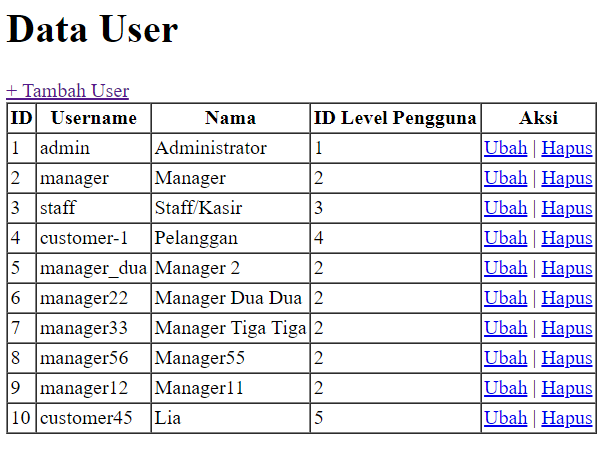 Data User
+ Tambah User
ID Username Nama ID Level Pengguna Aksi
1 admin Administrator 1 Ubah | Hapus
2 manager Manager 2 Ubah | Hapus
3 staff Staff/Kasir 3 Ubah | Hapus
4 customer-1 Pelanggan 4 Ubah | Hapus
5 manager_dua Manager 2 2 Ubah | Hapus
6 manager22 Manager Dua Dua 2 Ubah | Hapus
7 manager33 Manager Tiga Tiga 2 Ubah | Hapus
8 manager56 Manager55 2 Ubah | Hapus
9 manager12 Manager11 2 Ubah | Hapus
10 customer45 Lia 5 Ubah | Hapus